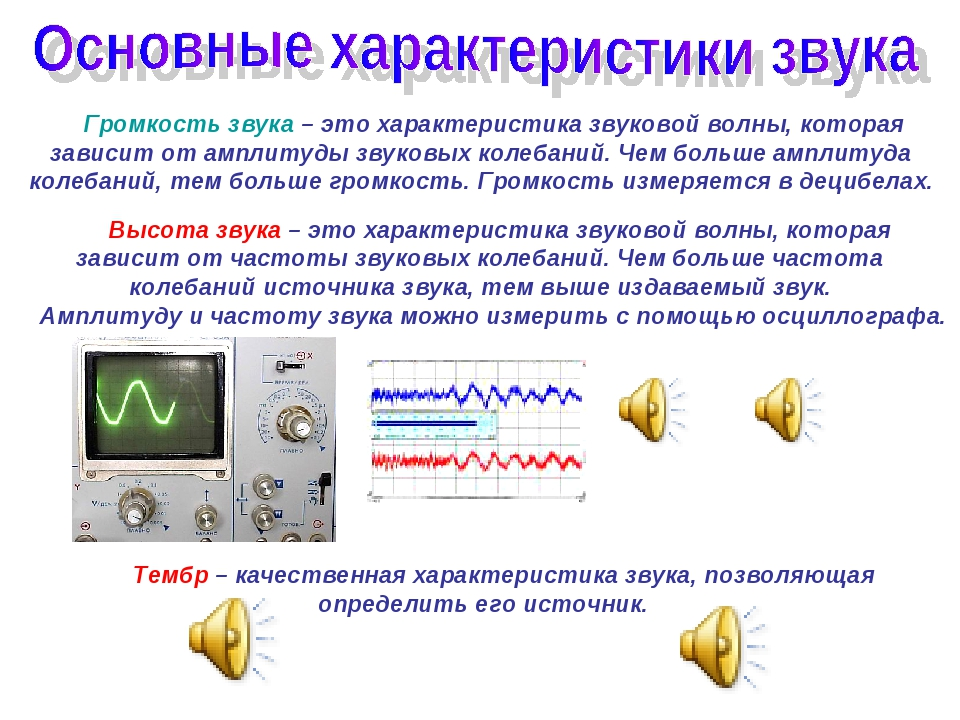 Основные характеристики звука
Громкость звука – это характеристика звуковой волны, которая
зависит от амплитуды звуковых колебаний. Чем больше амплитуда
колебаний, тем больше громкость. Громкость измеряется в децибелах.
Высота звука – это характеристика звуковой волны, которая
зависит от частоты звуковых колебаний. Чем больше частота
колебаний источника звука, тем выше издаваемый звук.
Амплитуду и частоту звука можно измерить с помощью осциллографа.
X
ПЛАВНО
Y
ПЛАВНО
БАЛАНС
Тембр – качественная характеристика звука, позволяющая
определить его источник.